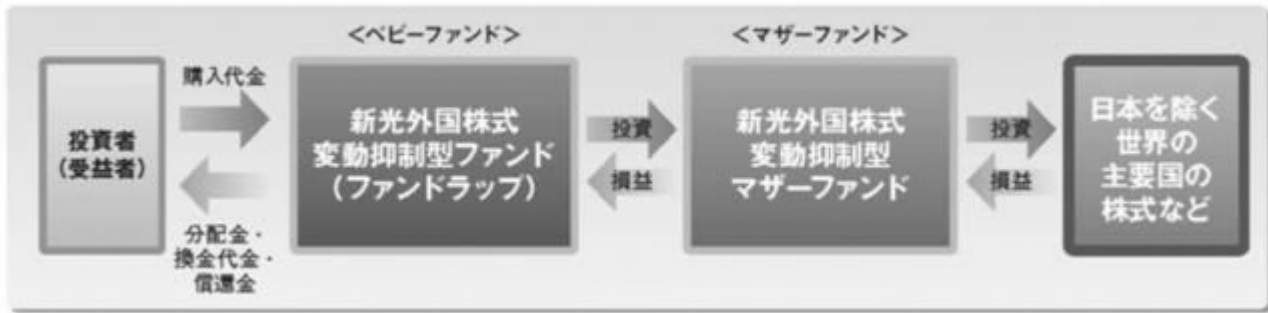 ＜ベビーファンド＞
＜マザーファンド＞
投資者
（受益者）
購入代金
分配金・
換金代金・
償還金
新光外国株式
変動抑制型ファンド
（ファンドラップ）
投資
損益
新光外国株式
変動抑制型
マザーファンド
投資
損益
日本を除く
世界の
主要国の
株式など